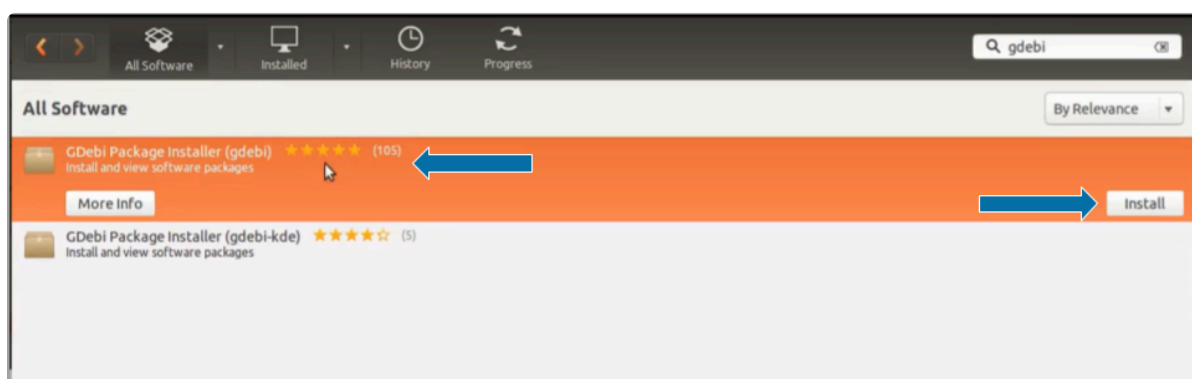 All Software
Installed
History
Progress
gdebi
All Software
By Relevance
GDebi Package Installer (gdebi) (105)
Install and view software packages
More Info
Install
GDebi Package Installer (gdebi-kde) (5)
Install and view software packages